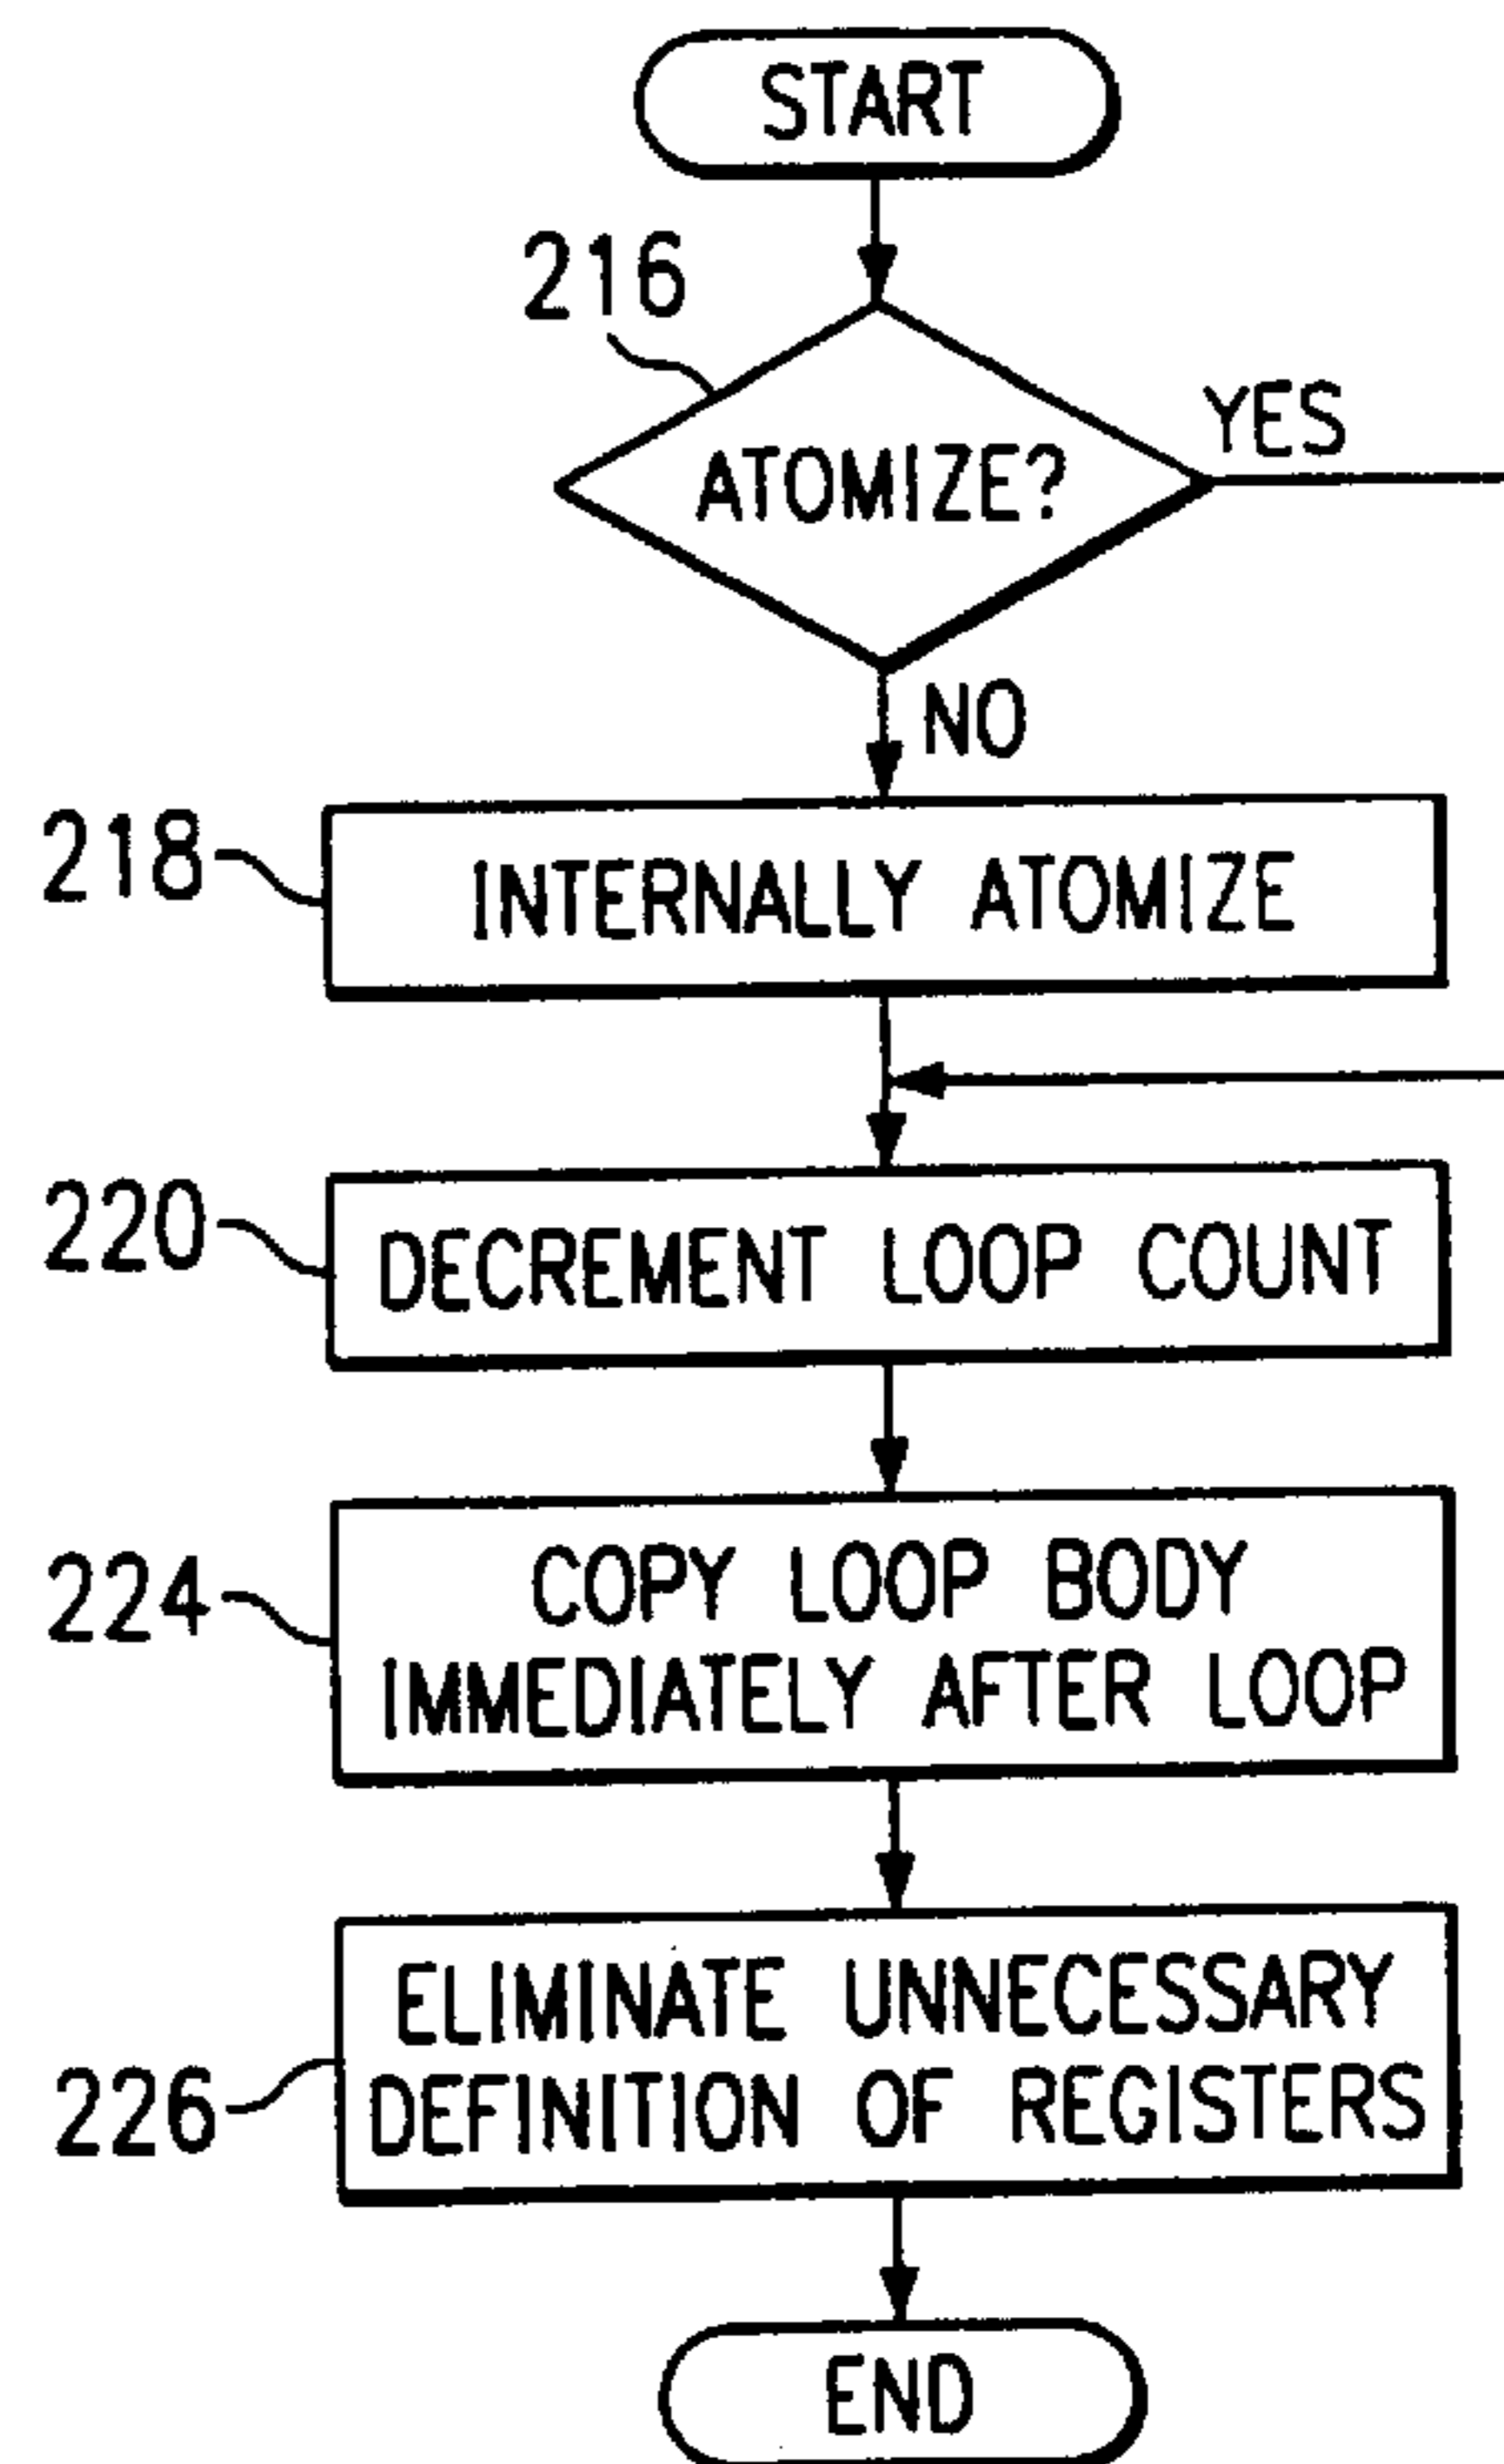 START
216
ATOMIZE?
YES
NO
218
INTERNALLY ATOMIZE
220
DECREMENT LOOP COUNT
224
COPY LOOP BODY
IMMEDIATELY AFTER LOOP
226
ELIMINATE UNNECESSARY
DEFINITION OF REGISTERS
END